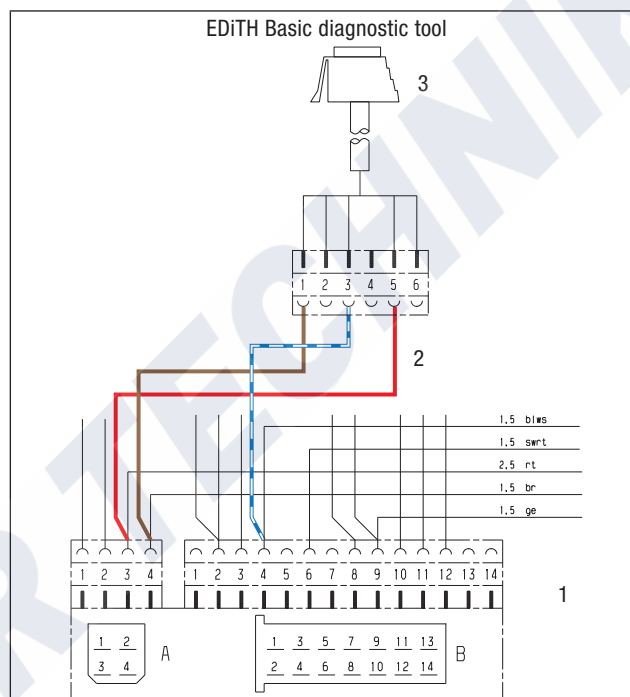 EDiTH Basic diagnostic tool
3
1 2 3 4 5 6
2
1,5 blws
1,5 swrt
2,5 rt
1,5 br
1,5 ge
1 2 3 4
1 2 3 4 5 6 7 8 9 10 11 12 13 14
1
1 2
3 4
A
1 3 5 7 9 11 13
2 4 6 8 10 12 14
B
R TECHNIK